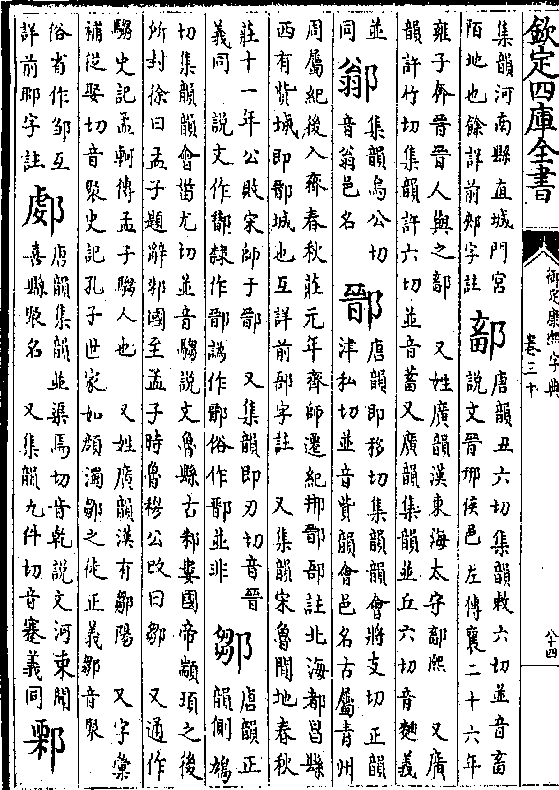 欽定四庫全書
御定康熙字典
卷三十
八十四
集韻河南縣直城門宮
陌地也餘詳前郟字註
鄐
唐韻丑六切集韻敕六切並音畜
説文晉邢侯邑左傳襄二十六年
雍子奔晉晉人與之鄐 又姓廣韻漢東海太守鄐熙 又廣
韻許竹切集韻許六切並音蓄又廣韻集韻並丘六切音麴義
並
同
集韻烏公切
音翁邑名
鄑
唐韻即移切集韻韻會將支切正韻
津私切並音貲韻會邑名古屬青州
周屬紀後入齊春秋莊元年齊師遷紀郱鄑郚註北海都昌縣
西有訾城即鄑城也互詳前郚字註 又集韻宋魯間地春秋
莊十一年公敗宋師于鄑 又集韻即刃切音晉
義同 説文作 隸作鄑譌作 俗作 並非
鄒
唐韻正
韻側鳩
切集韻韻會甾尤切並音騶説文魯縣古邾婁國帝顓頊之後
所封徐曰孟子題辭邾國至孟子時魯穆公改曰鄒 又通作
騶史記孟軻傳孟子騶人也 又姓廣韻漢有鄒陽 又字彙
補從娶切音聚史記孔子世家如顔濁鄒之徒正義鄒音聚
俗省作邹互
詳前郰字註
唐韻集韻並渠焉切音乾説文河東聞
喜縣聚名 又集韻九件切音蹇義同